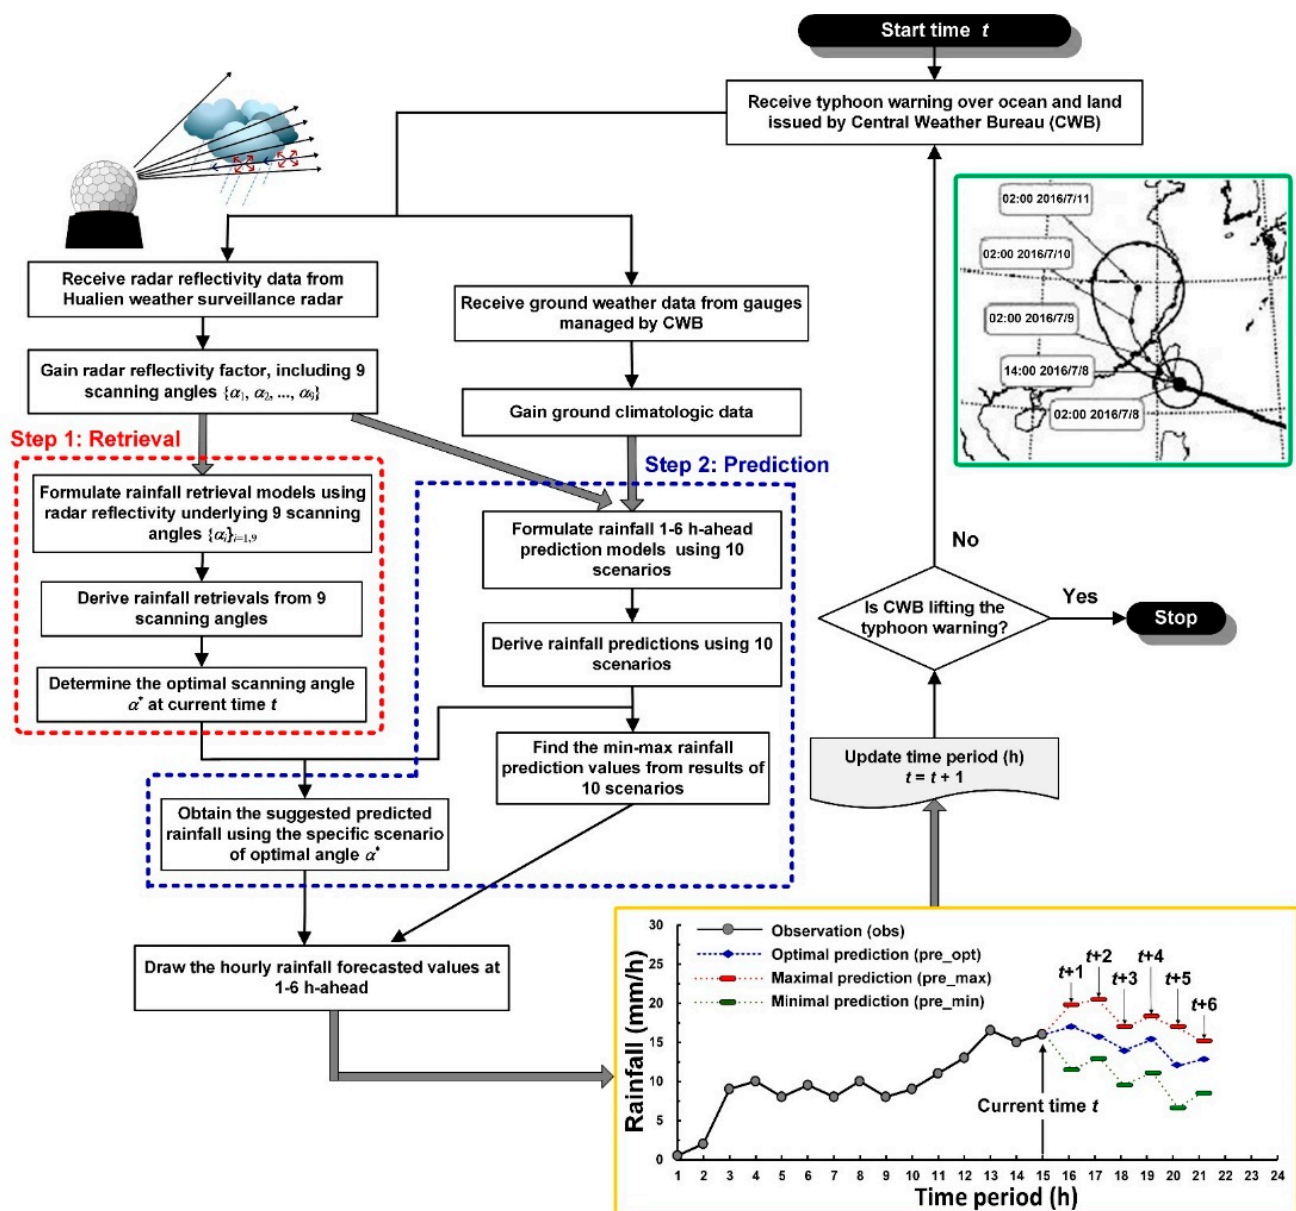 Start time t
Receive typhoon warning over ocean and land
issued by Central Weather Bureau (CWB)
Receive radar reflectivity data from
Hualien weather surveillance radar
Receive ground weather data from gauges
managed by CWB
Gain radar reflectivity factor, including 9
scanning angles {α1, α2, ..., α9}
Gain ground climatologic data
02:00 2016/7/11
02:00 2016/7/10
02:00 2016/7/9
14:00 2016/7/8
02:00 2016/7/8
Step 1: Retrieval
Formulate rainfall retrieval models using
radar reflectivity underlying 9 scanning
angles {αi}i=1,9
Derive rainfall retrievals from 9
scanning angles
Determine the optimal scanning angle
α* at current time t
Step 2: Prediction
Formulate rainfall 1-6 h-ahead
prediction models using 10
scenarios
Derive rainfall predictions using 10
scenarios
Find the min-max rainfall
prediction values from results of
10 scenarios
Obtain the suggested predicted
rainfall using the specific scenario
of optimal angle α*
Draw the hourly rainfall forecasted values at
1-6 h-ahead
No
Is CWB lifting the
typhoon warning?
Yes
Stop
Update time period (h)
t = t + 1
Rainfall (mm/h)
30
25
20
15
10
5
0
Observation (obs)
Optimal prediction (pre_opt)
Maximal prediction (pre_max)
Minimal prediction (pre_min)
t+1
t+2
t+3
t+4
t+5
t+6
Current time t
1 2 3 4 5 6 7 8 9 10 11 12 13 14 15 16 17 18 19 20 21 22 23 24
Time period (h)